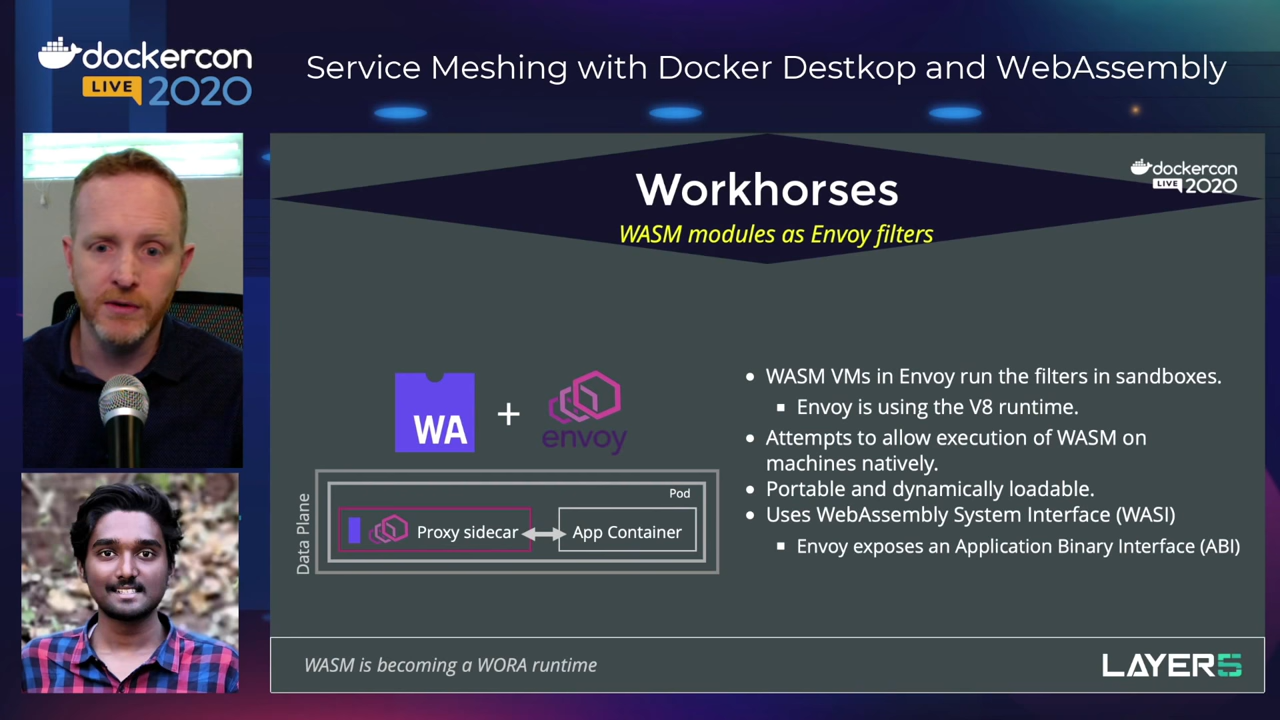 dockercon
LIVE 2020
Service Meshing with Docker Destkop and WebAssembly
Workhorses
WASM modules as Envoy filters
dockercon
LIVE 2020
WA
+
envoy
Data Plane
Pod
Proxy sidecar
App Container
• WASM VMs in Envoy run the filters in sandboxes.
▪ Envoy is using the V8 runtime.
• Attempts to allow execution of WASM on
machines natively.
• Portable and dynamically loadable.
• Uses WebAssembly System Interface (WASI)
▪ Envoy exposes an Application Binary Interface (ABI)
WASM is becoming a WORA runtime
LAYER5